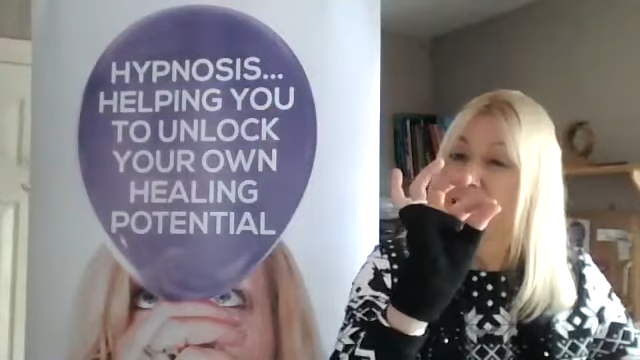 HYPNOSIS...
HELPING YOU
TO UNLOCK
YOUR OWN
HEALING
POTENTIAL